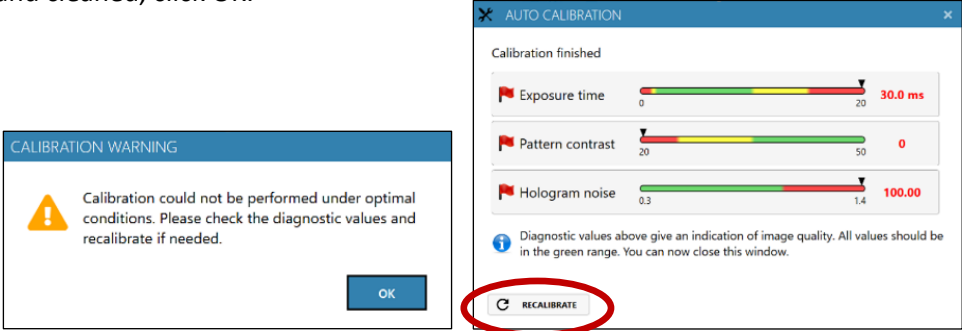 and cleaned, click OK.
CALIBRATION WARNING
Calibration could not be performed under optimal
conditions. Please check the diagnostic values and
recalibrate if needed.
OK
AUTO CALIBRATION
Calibration finished
Exposure time 0 20 30.0 ms
Pattern contrast 20 50 0
Hologram noise 0.3 1.4 100.00
Diagnostic values above give an indication of image quality. All values should be
in the green range. You can now close this window.
RECALIBRATE